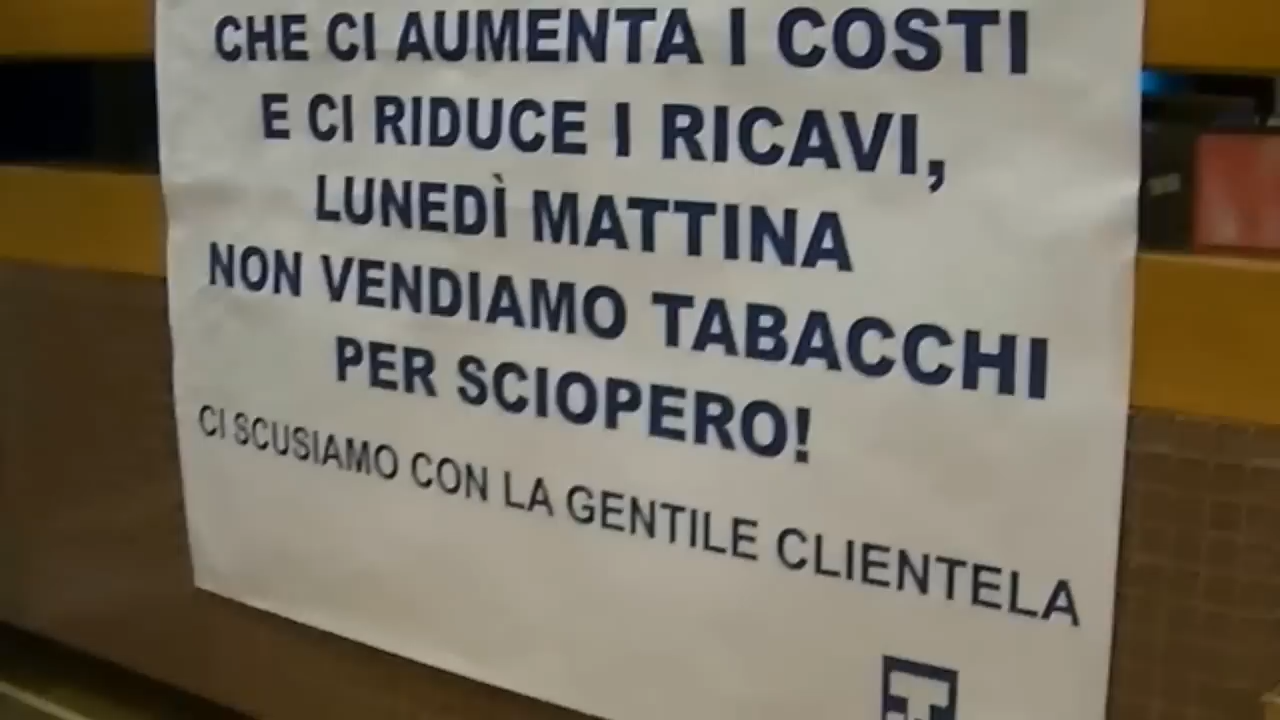 CHE CI AUMENTA I COSTI
E CI RIDUCE I RICAVI,
LUNEDÌ MATTINA
NON VENDIAMO TABACCHI
PER SCIOPERO!
CI SCUSIAMO CON LA GENTILE CLIENTELA